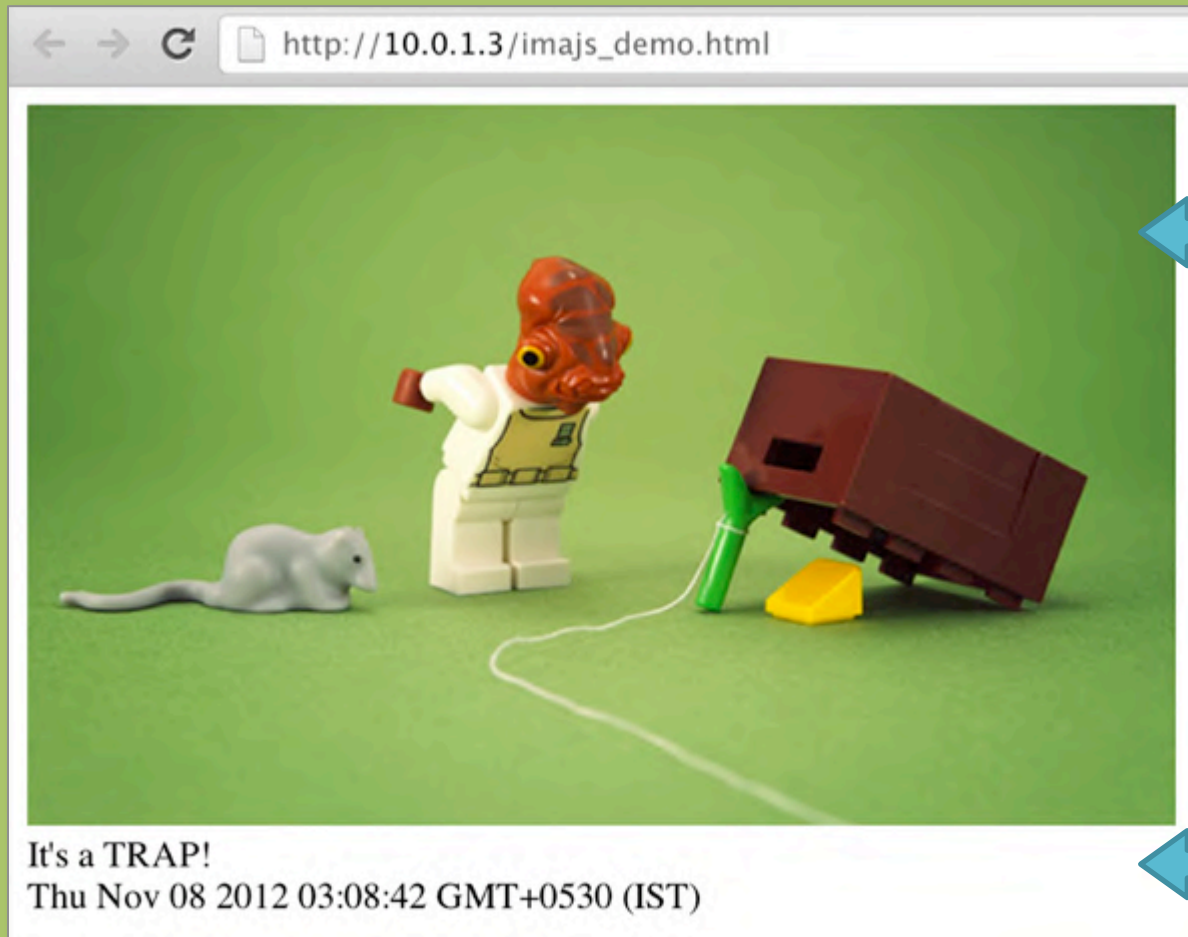 http://10.0.1.3/imajs_demo.html
It's a TRAP!
Thu Nov 08 2012 03:08:42 GMT+0530 (IST)